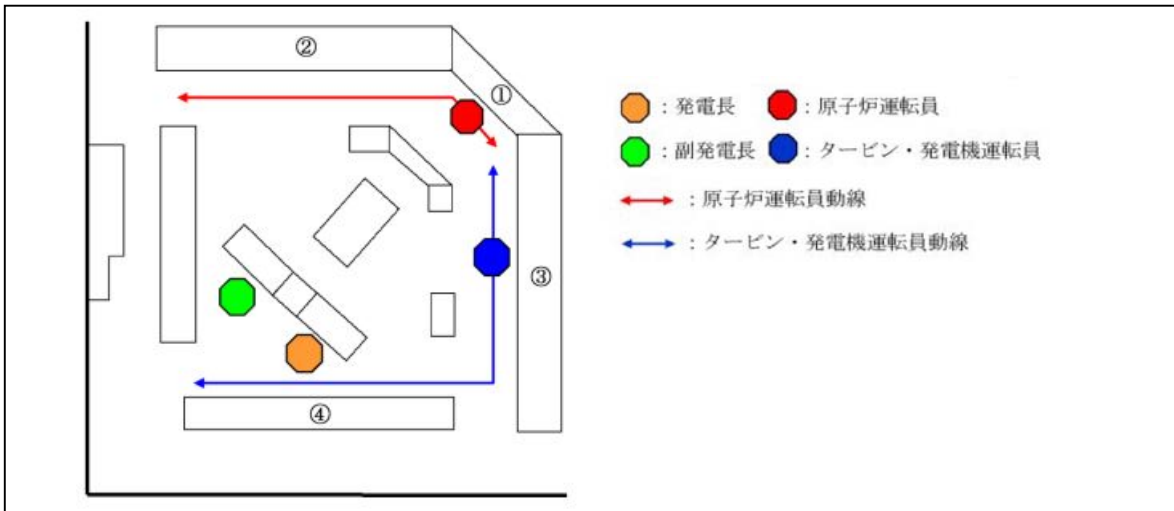 ②
①
③
④
：発電長 ：原子炉運転員
：副発電長 ：タービン・発電機運転員
：原子炉運転員動線
：タービン・発電機運転員動線